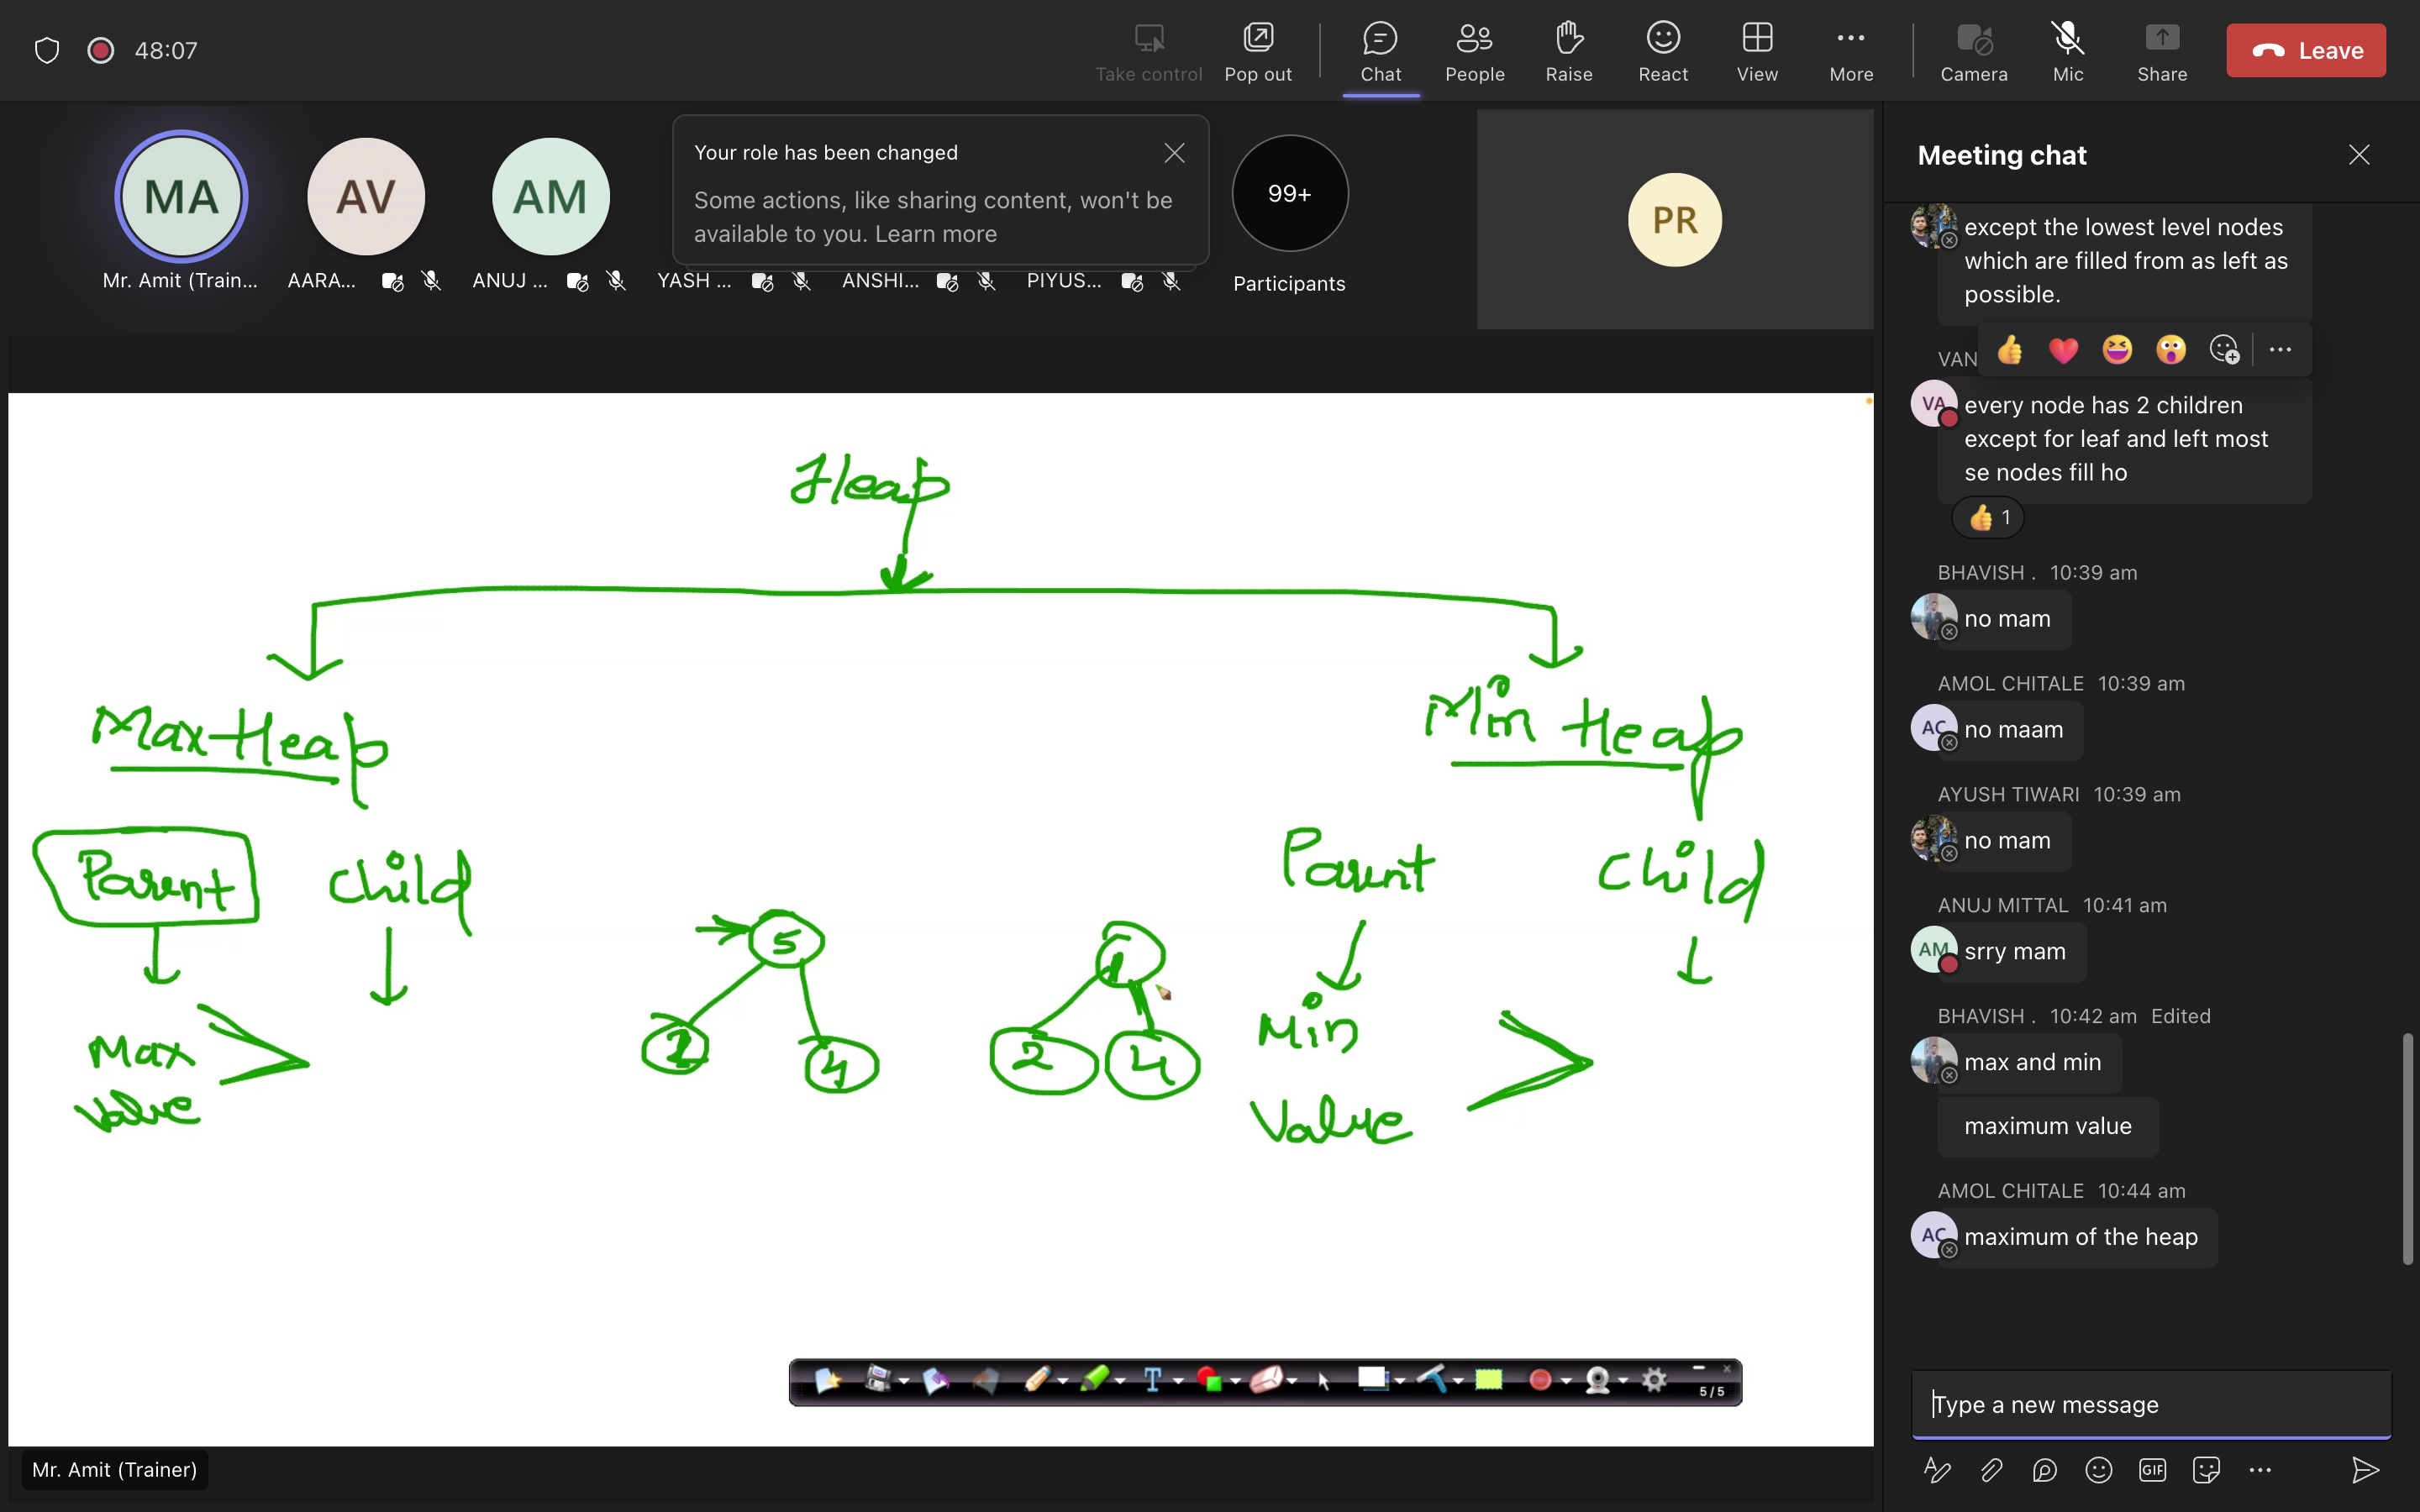 48:07
Take control
Pop out
Chat
People
Raise
React
View
More
Camera
Mic
Share
Leave
MA
AV
AM
Your role has been changed
Some actions, like sharing content, won't be
available to you. Learn more
99+
PR
Mr. Amit (Train...
AARA...
ANUJ ...
YASH ...
ANSHI...
PIYUS...
Participants
Heap
Max Heap
Min Heap
Parent
Child
Parent
Child
5
2
4
1
2
4
Max
Value
>
Min
Value
>
5/5
Mr. Amit (Trainer)
Meeting chat
except the lowest level nodes
which are filled from as left as
possible.
VAN
VA
every node has 2 children
except for leaf and left most
se nodes fill ho
1
BHAVISH . 10:39 am
no mam
AMOL CHITALE 10:39 am
AC
no maam
AYUSH TIWARI 10:39 am
no mam
ANUJ MITTAL 10:41 am
AM
srry mam
BHAVISH . 10:42 am Edited
max and min
maximum value
AMOL CHITALE 10:44 am
AC
maximum of the heap
Type a new message
GIF